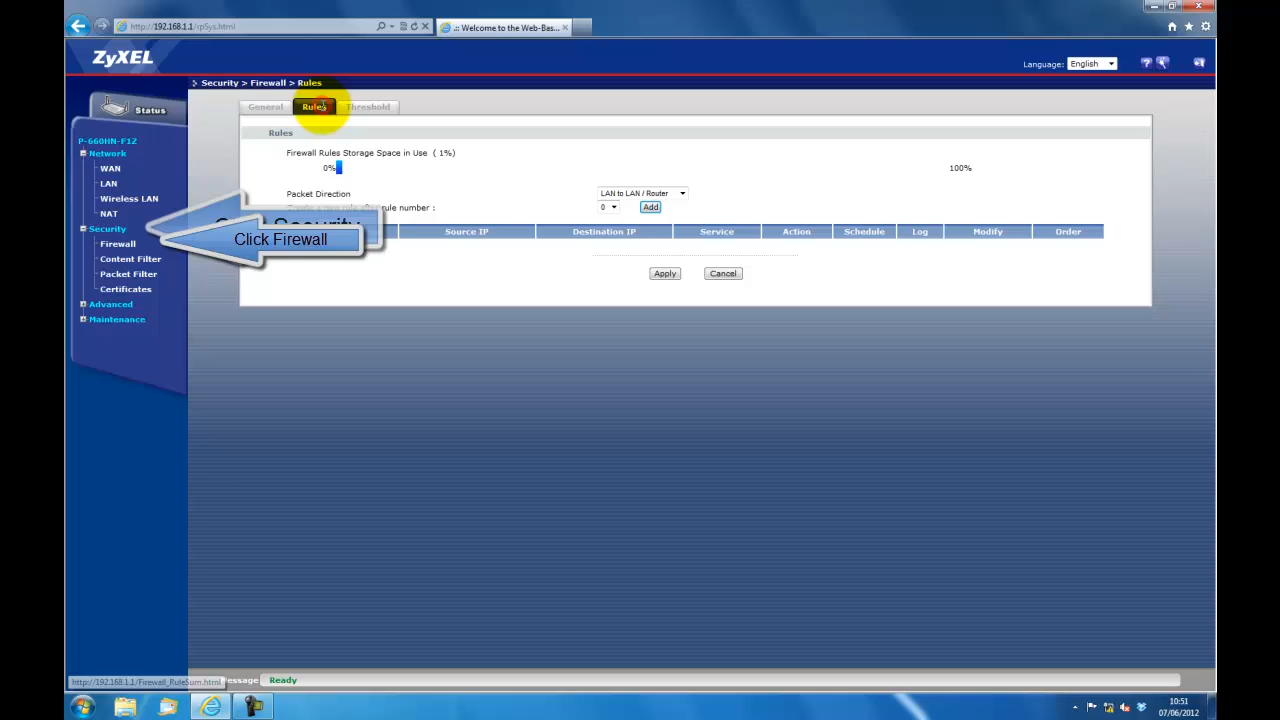 http://192.168.1.1/rpSys.html
.:: Welcome to the Web-Bas...
ZyXEL
Language: English
Security > Firewall > Rules
Status
General Rules Threshold
P-660HN-F1Z
Network
WAN
LAN
Wireless LAN
NAT
Security
Firewall
Content Filter
Packet Filter
Certificates
Advanced
Maintenance
Click Firewall
Rules
Firewall Rules Storage Space in Use ( 1%)
0% 100%
Packet Direction LAN to LAN / Router
rule number : 0 Add
Source IP Destination IP Service Action Schedule Log Modify Order
Apply Cancel
http://192.168.1.1/Firewall_RuleSum.html
Message Ready
10:51
07/06/2012